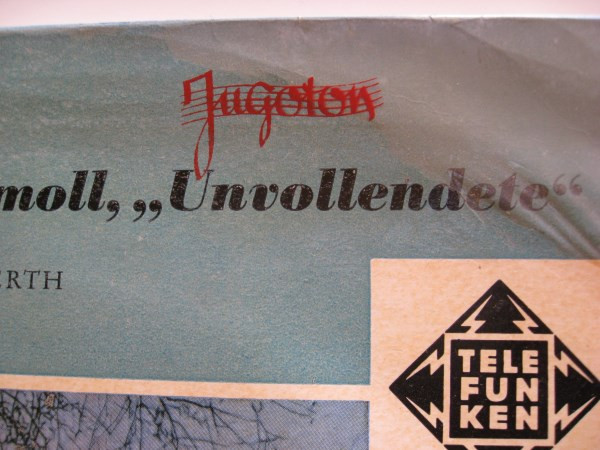 Jugoton
moll, „Unvollendete“
ERTH
TELE
FUN
KEN